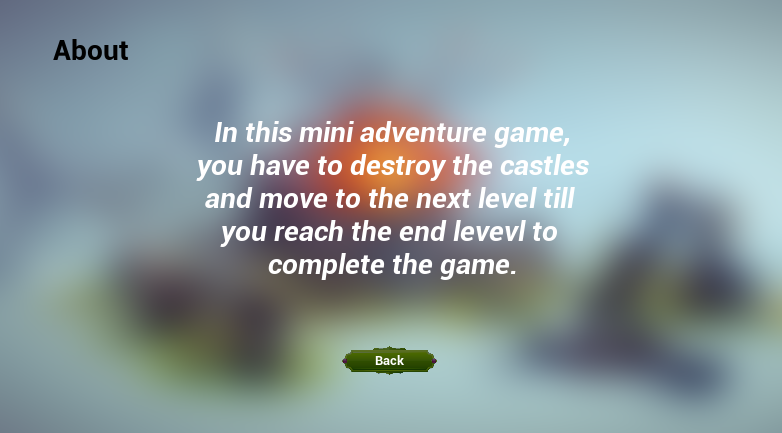 About
In this mini adventure game,
you have to destroy the castles
and move to the next level till
you reach the end levevl to
complete the game.
Back